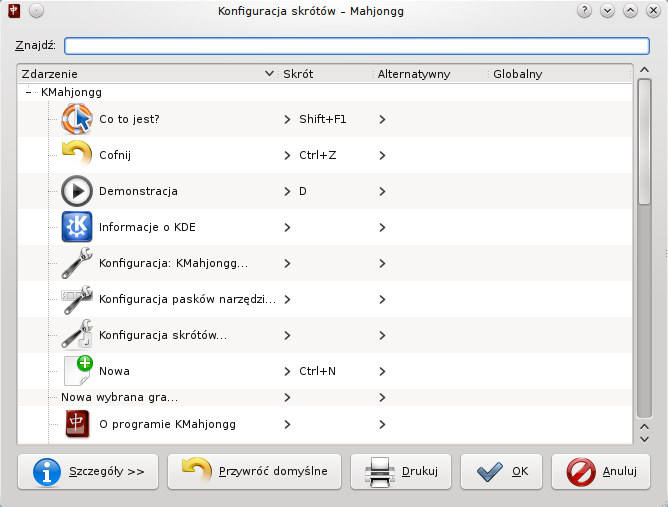 Konfiguracja skrótów – Mahjongg
Znajdź:
Zdarzenie Skrót Alternatywny Globalny
KMahjongg
Co to jest? Shift+F1
Cofnij Ctrl+Z
Demonstracja D
Informacje o KDE
Konfiguracja: KMahjongg...
Konfiguracja pasków narzędzi...
Konfiguracja skrótów...
Nowa Ctrl+N
Nowa wybrana gra...
O programie KMahjongg
Szczegóły >> Przywróć domyślne Drukuj OK Anuluj